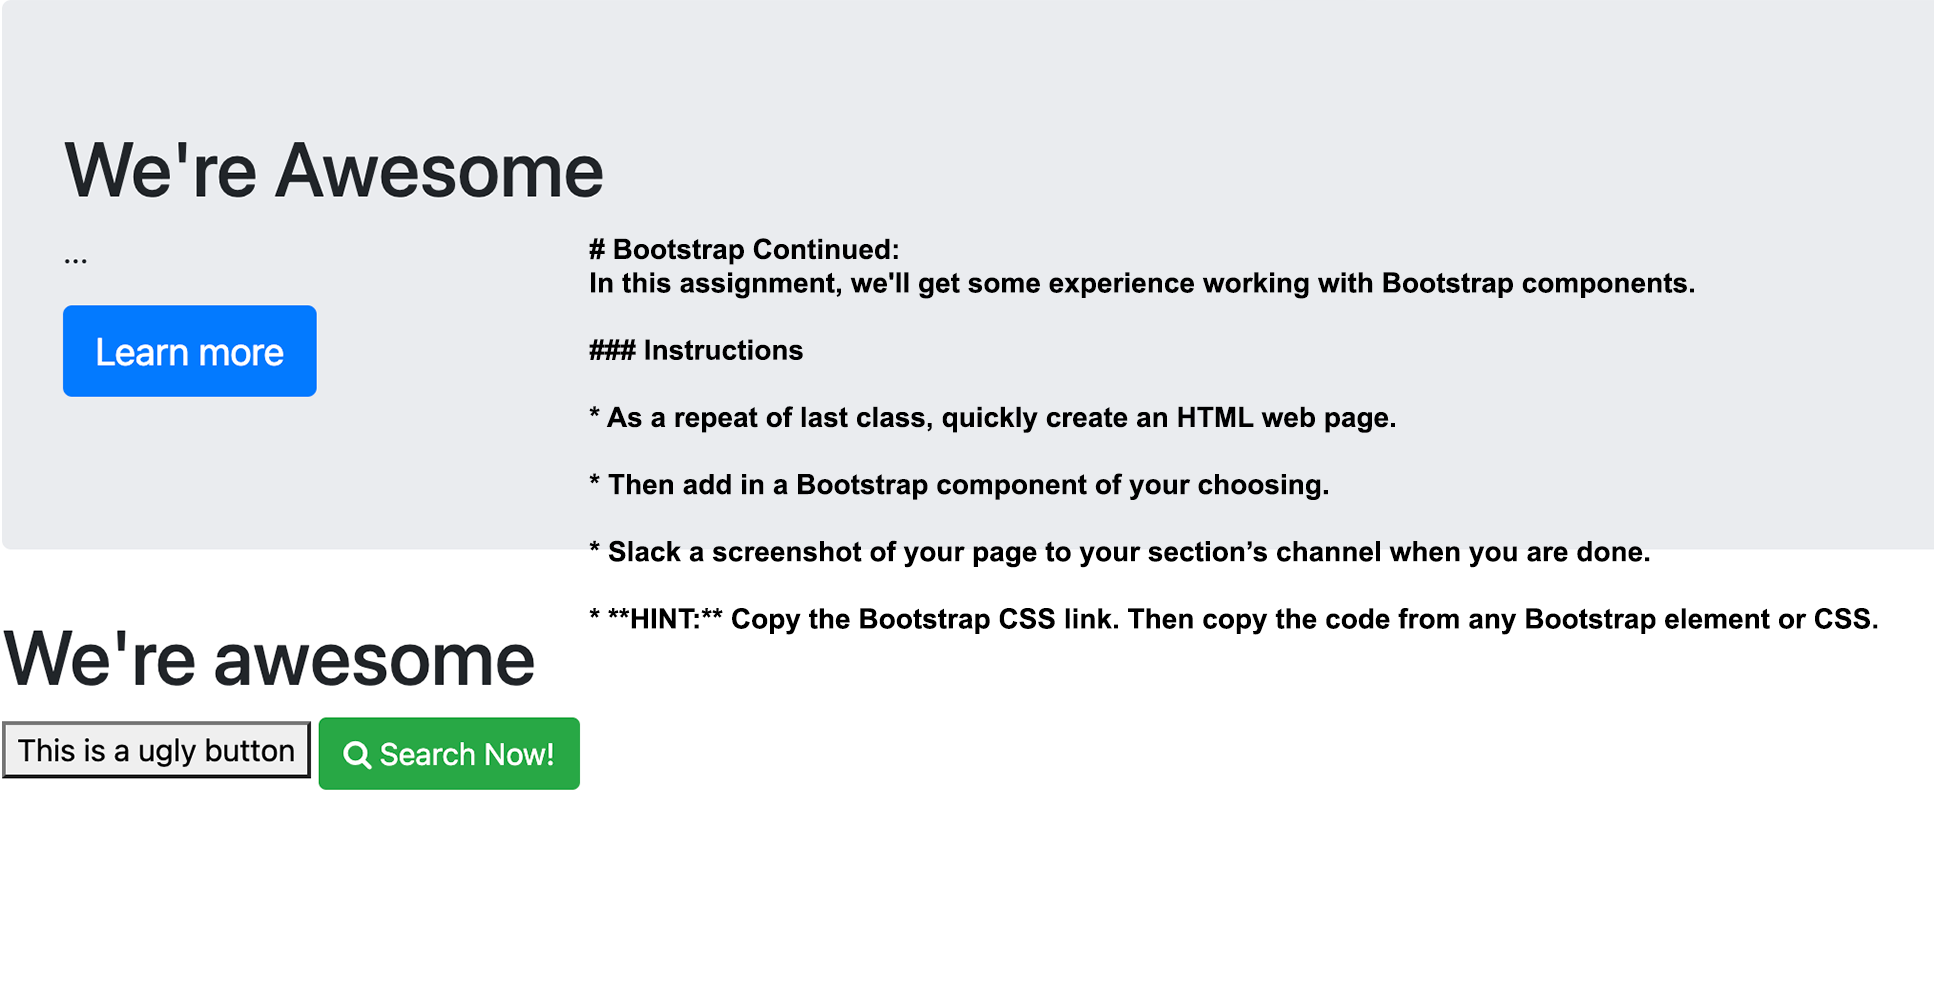 We're Awesome
...
Learn more
# Bootstrap Continued:
In this assignment, we'll get some experience working with Bootstrap components.
### Instructions
* As a repeat of last class, quickly create an HTML web page.
* Then add in a Bootstrap component of your choosing.
* Slack a screenshot of your page to your section’s channel when you are done.
* **HINT:** Copy the Bootstrap CSS link. Then copy the code from any Bootstrap element or CSS.
We're awesome
This is a ugly button
Search Now!